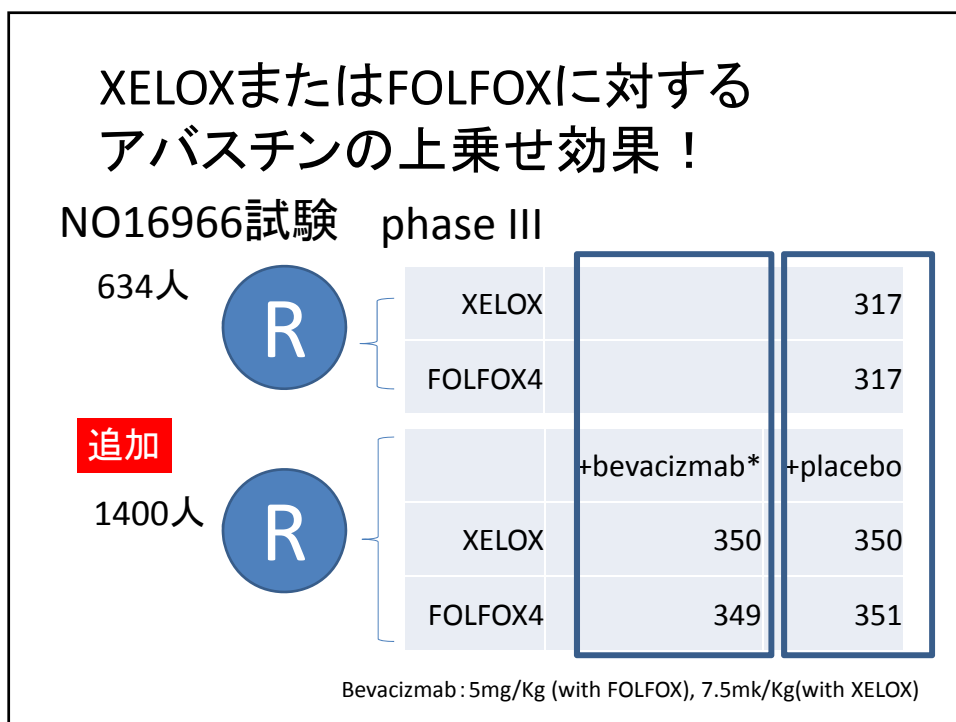 XELOXまたはFOLFOXに対する
アバスチンの上乗せ効果！
NO16966試験 phase III
634人
R
XELOX 317
FOLFOX4 317
追加
1400人
R
+bevacizmab* +placebo
XELOX 350 350
FOLFOX4 349 351
Bevacizmab：5mg/Kg (with FOLFOX), 7.5mk/Kg(with XELOX)